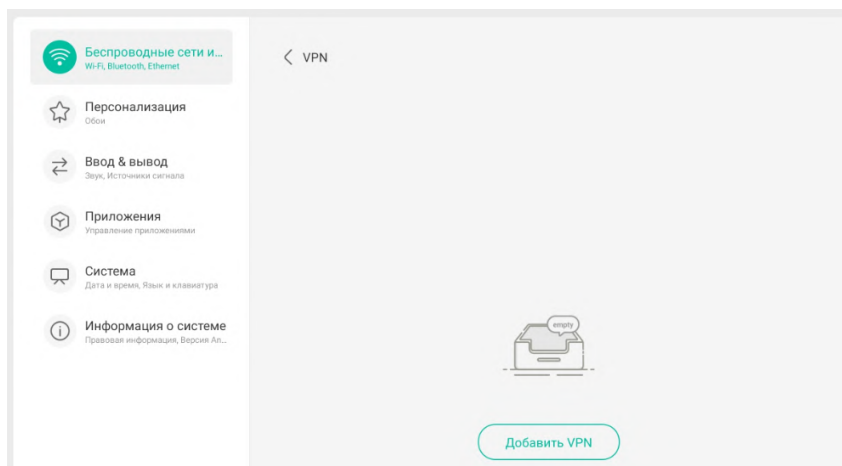 Беспроводные сети и...
Wi-Fi, Bluetooth, Ethernet
VPN
Персонализация
Обои
Ввод & вывод
Звук, Источники сигнала
Приложения
Управление приложениями
Система
Дата и время, Язык и клавиатура
Информация о системе
Правовая информация, Версия An...
empty
Добавить VPN